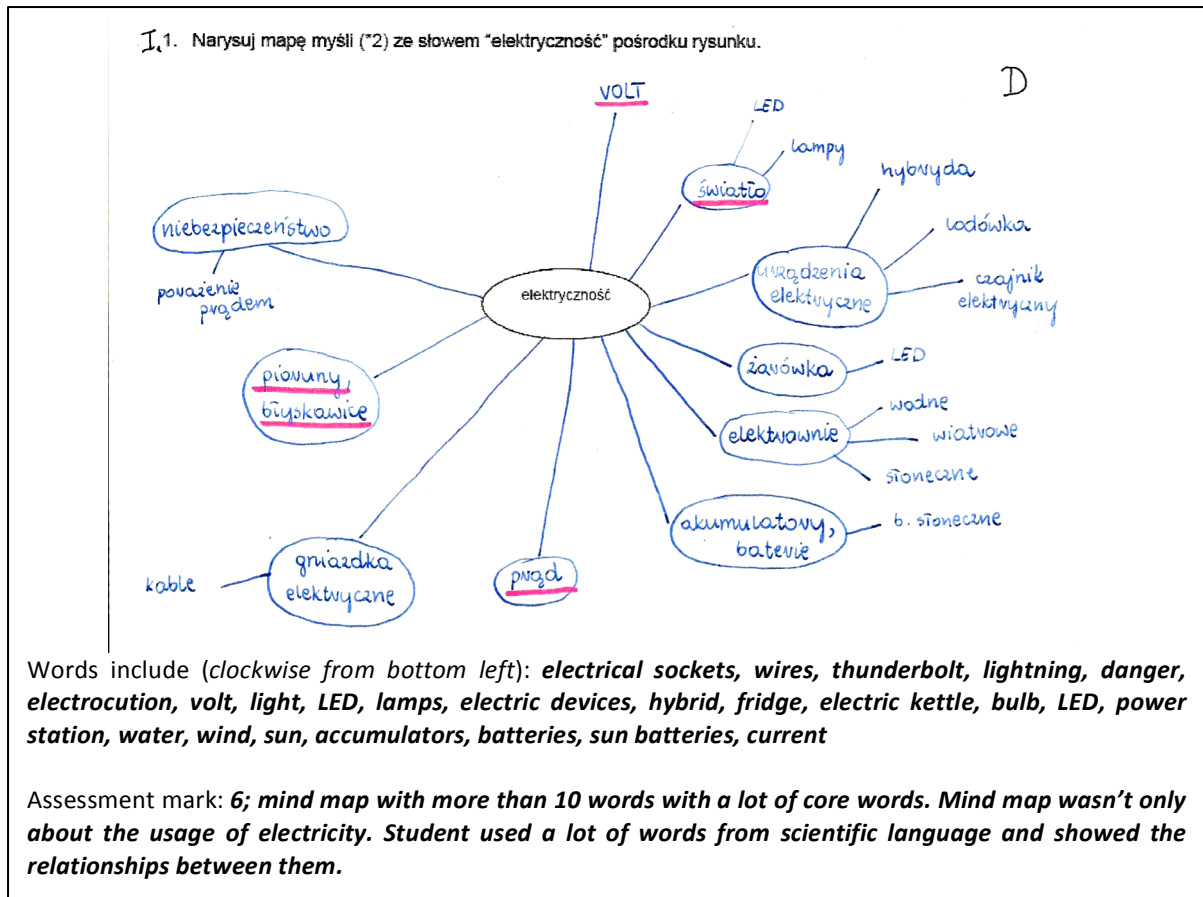 I.1. Narysuj mapę myśli (*2) ze słowem "elektryczność" pośrodku rysunku.
D
VOLT
LED
lampy
światło
hybryda
lodówka
czajnik
elektryczny
urządzenia
elektryczne
niebezpieczeństwo
porażenie
prądem
elektryczność
żarówka
LED
pioruny,
błyskawice
elektrownie
wodne
wiatrowe
słoneczne
akumulatory,
baterie
b. słoneczne
gniazdka
elektryczne
kable
prąd
Words include (clockwise from bottom left): electrical sockets, wires, thunderbolt, lightning, danger,
electrocution, volt, light, LED, lamps, electric devices, hybrid, fridge, electric kettle, bulb, LED, power
station, water, wind, sun, accumulators, batteries, sun batteries, current
Assessment mark: 6; mind map with more than 10 words with a lot of core words. Mind map wasn't only
about the usage of electricity. Student used a lot of words from scientific language and showed the
relationships between them.